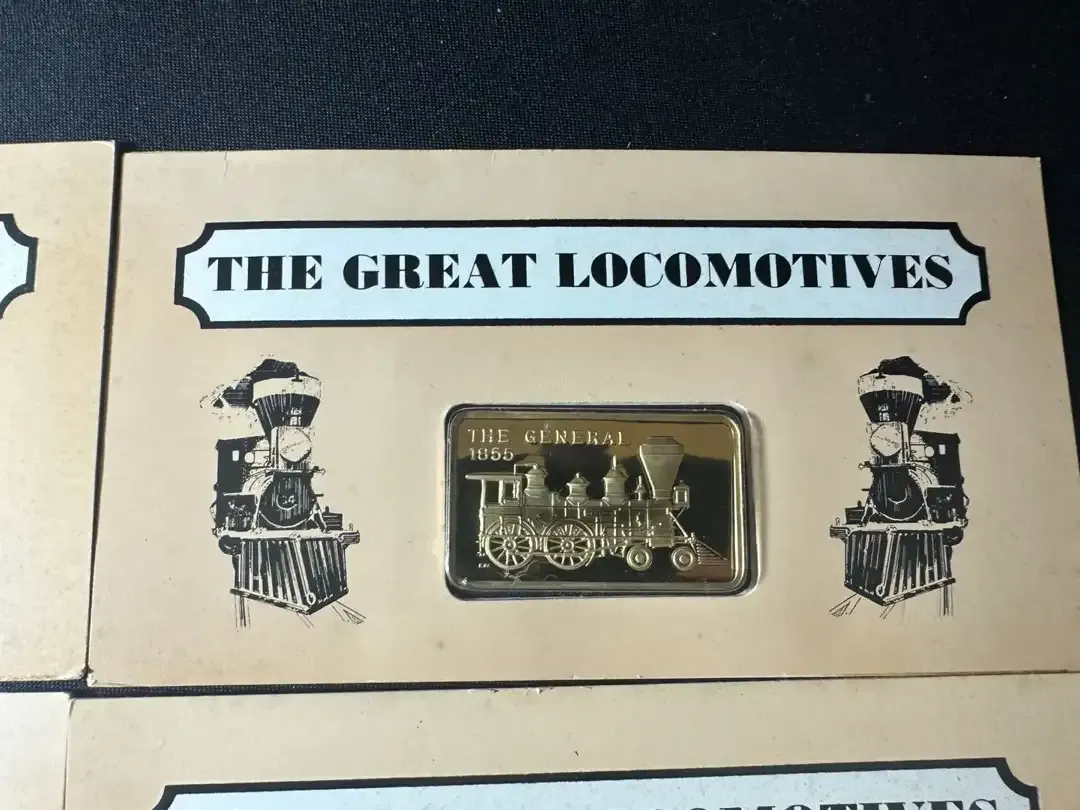 THE GREAT LOCOMOTIVES
THE GENERAL
1855